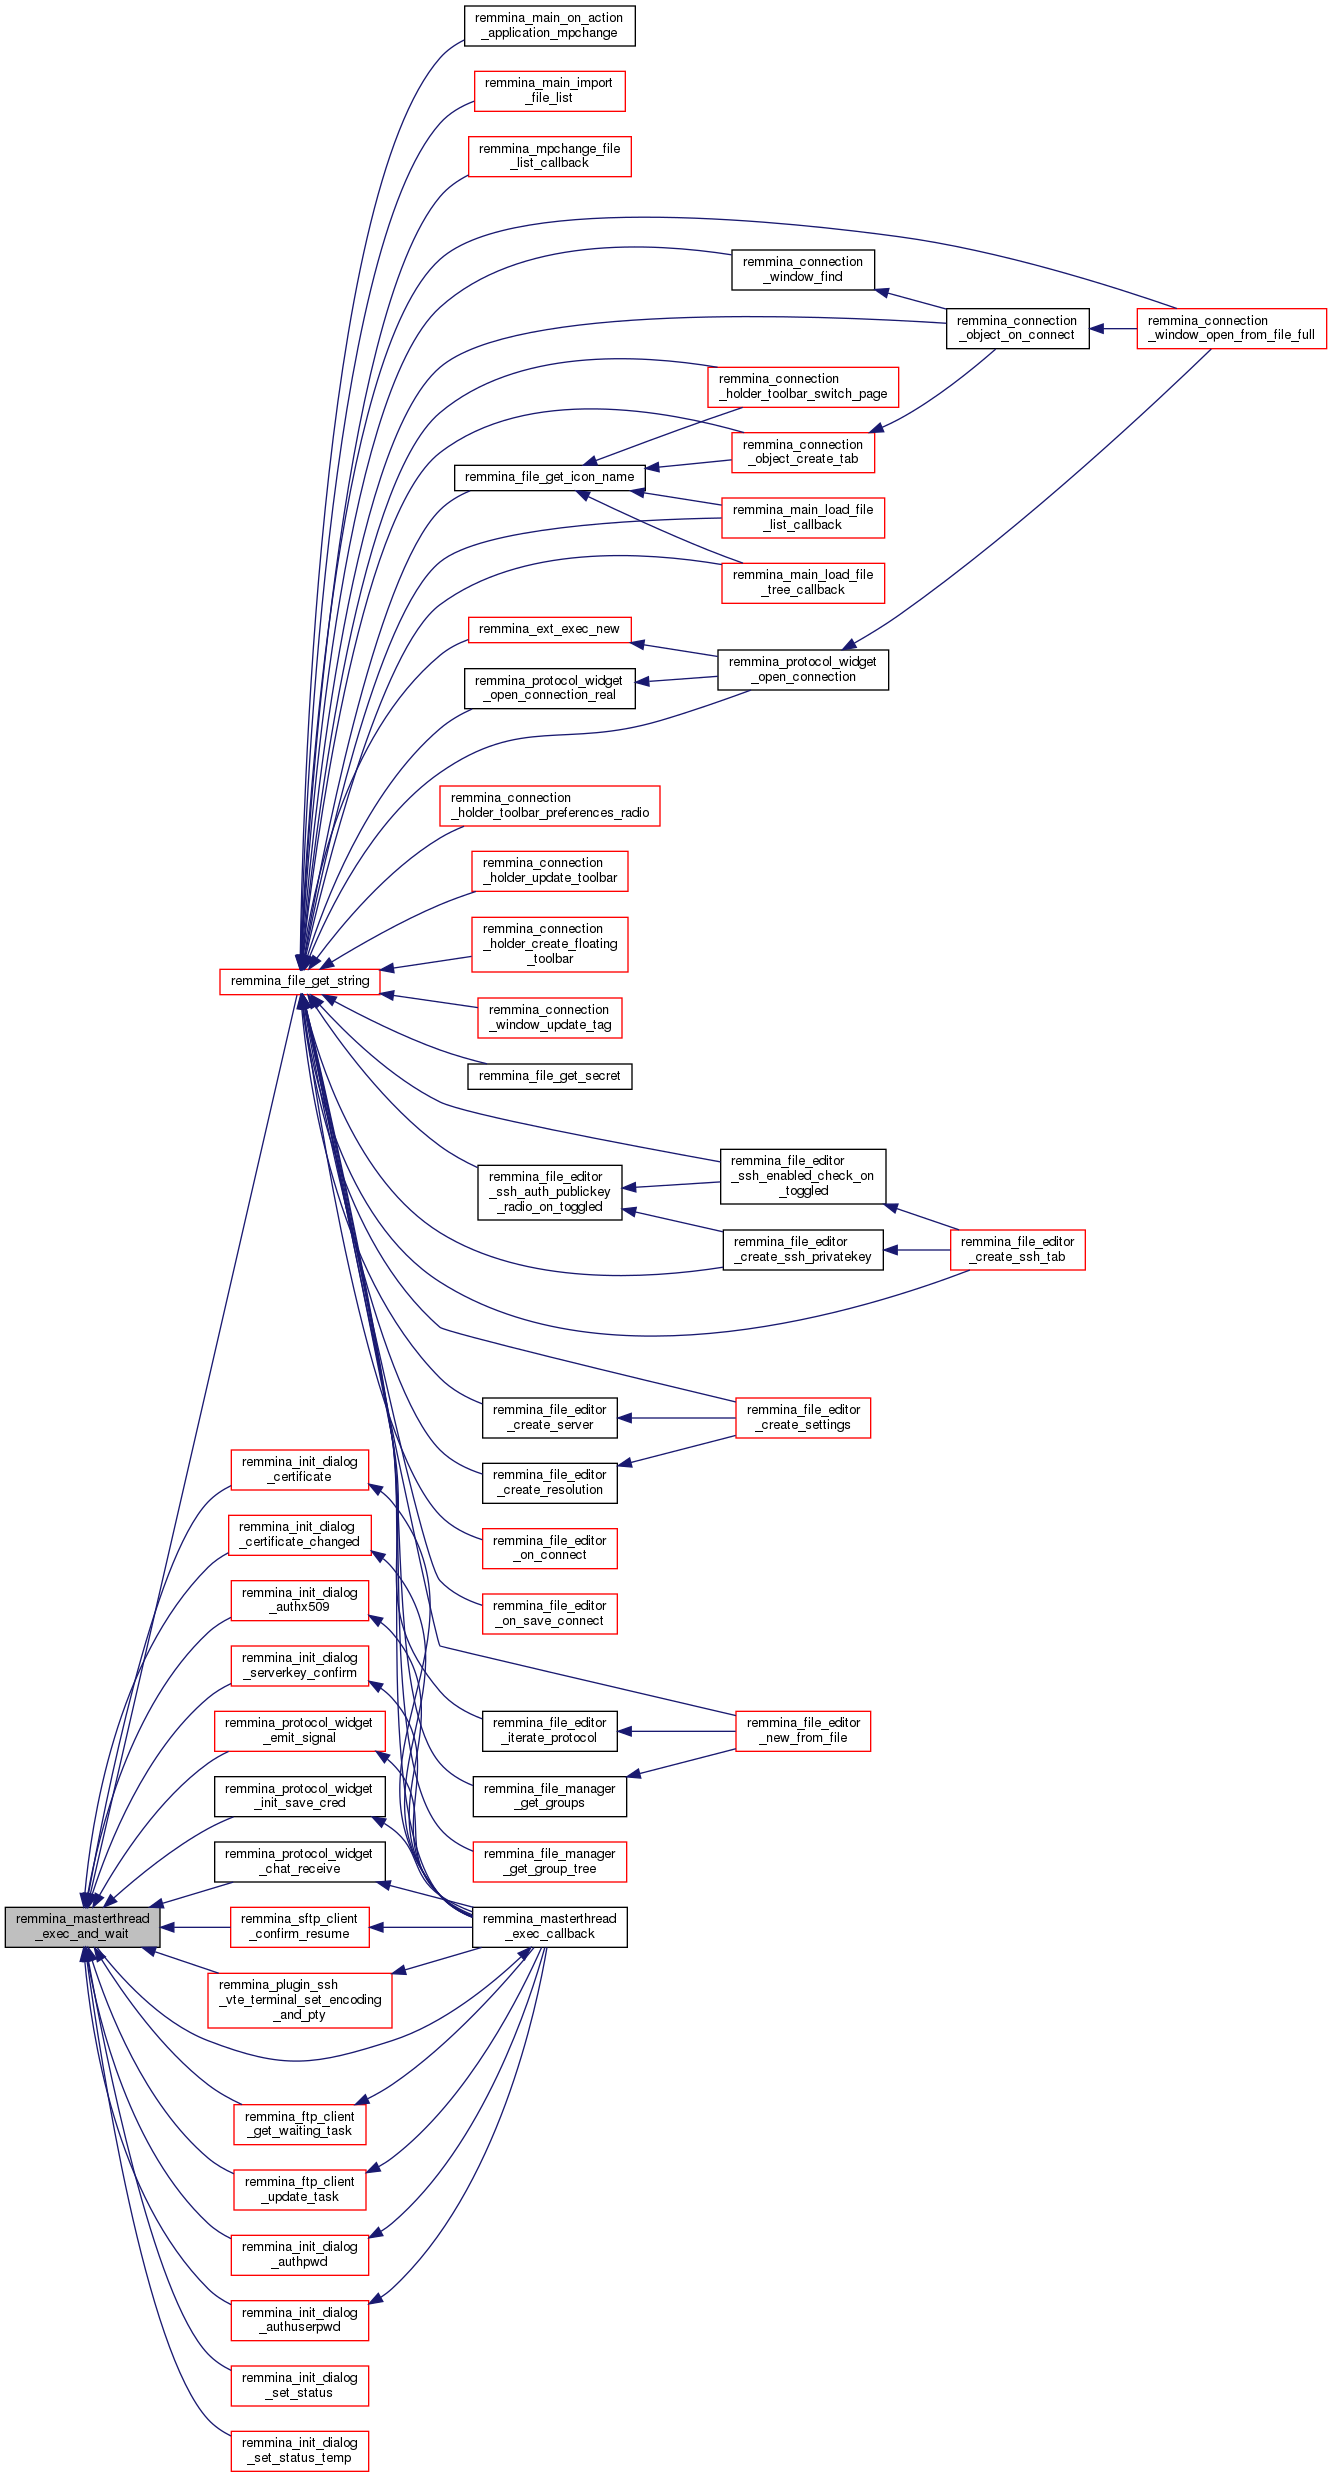 remmina_main_on_action
_application_mpchange
remmina_main_import
_file_list
remmina_mpchange_file
_list_callback
remmina_connection
_window_find
remmina_connection
_object_on_connect
remmina_connection
_window_open_from_file_full
remmina_connection
_holder_toolbar_switch_page
remmina_connection
_object_create_tab
remmina_file_get_icon_name
remmina_main_load_file
_list_callback
remmina_main_load_file
_tree_callback
remmina_ext_exec_new
remmina_protocol_widget
_open_connection
remmina_protocol_widget
_open_connection_real
remmina_connection
_holder_toolbar_preferences_radio
remmina_connection
_holder_update_toolbar
remmina_connection
_holder_create_floating
_toolbar
remmina_file_get_string
remmina_connection
_window_update_tag
remmina_file_get_secret
remmina_file_editor
_ssh_enabled_check_on
_toggled
remmina_file_editor
_ssh_auth_publickey
_radio_on_toggled
remmina_file_editor
_create_ssh_privatekey
remmina_file_editor
_create_ssh_tab
remmina_file_editor
_create_server
remmina_file_editor
_create_settings
remmina_file_editor
_create_resolution
remmina_init_dialog
_certificate
remmina_init_dialog
_certificate_changed
remmina_file_editor
_on_connect
remmina_init_dialog
_authx509
remmina_file_editor
_on_save_connect
remmina_init_dialog
_serverkey_confirm
remmina_protocol_widget
_emit_signal
remmina_file_editor
_iterate_protocol
remmina_file_editor
_new_from_file
remmina_protocol_widget
_init_save_cred
remmina_file_manager
_get_groups
remmina_protocol_widget
_chat_receive
remmina_file_manager
_get_group_tree
remmina_masterthread
_exec_and_wait
remmina_sftp_client
_confirm_resume
remmina_masterthread
_exec_callback
remmina_plugin_ssh
_vte_terminal_set_encoding
_and_pty
remmina_ftp_client
_get_waiting_task
remmina_ftp_client
_update_task
remmina_init_dialog
_authpwd
remmina_init_dialog
_authuserpwd
remmina_init_dialog
_set_status
remmina_init_dialog
_set_status_temp